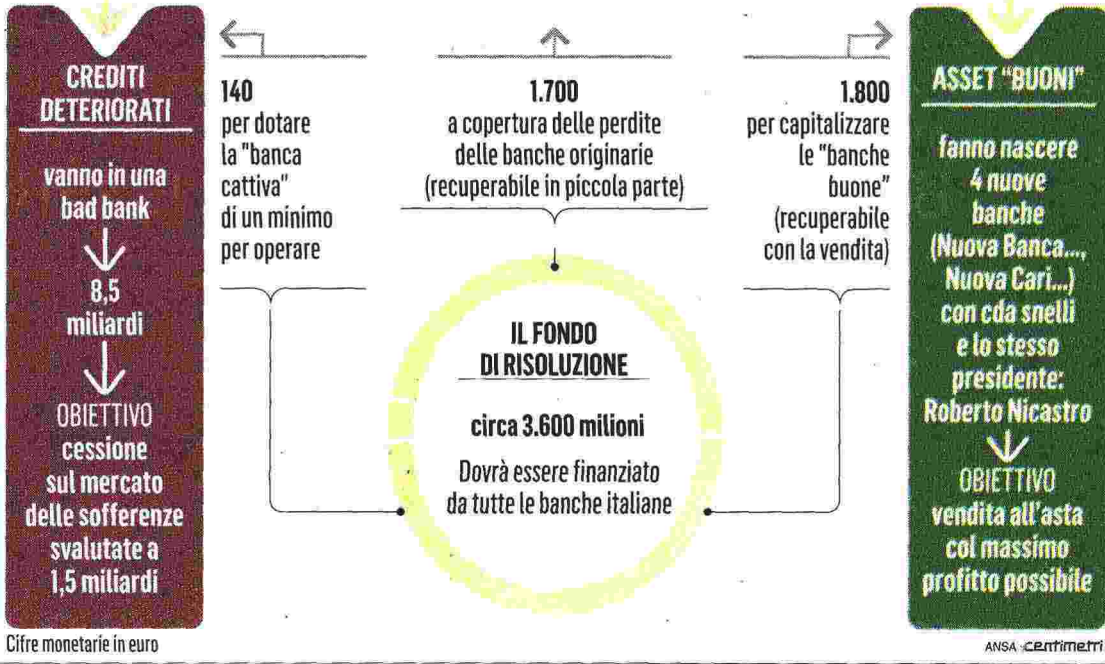 CREDITI
DETERIORATI
vanno in una
bad bank
8,5
miliardi
OBIETTIVO
cessione
sul mercato
delle sofferenze
svalutate a
1,5 miliardi
140
per dotare
la "banca
cattiva"
di un minimo
per operare
1.700
a copertura delle perdite
delle banche originarie
(recuperabile in piccola parte)
1.800
per capitalizzare
le "banche
buone"
(recuperabile
con la vendita)
IL FONDO
DI RISOLUZIONE
circa 3.600 milioni
Dovrà essere finanziato
da tutte le banche italiane
ASSET "BUONI"
fanno nascere
4 nuove
banche
(Nuova Banca...,
Nuova Cari...)
con cda snelli
e lo stesso
presidente:
Roberto Nicastro
OBIETTIVO
vendita all'asta
col massimo
profitto possibile
Cifre monetarie in euro
ANSA centimetri